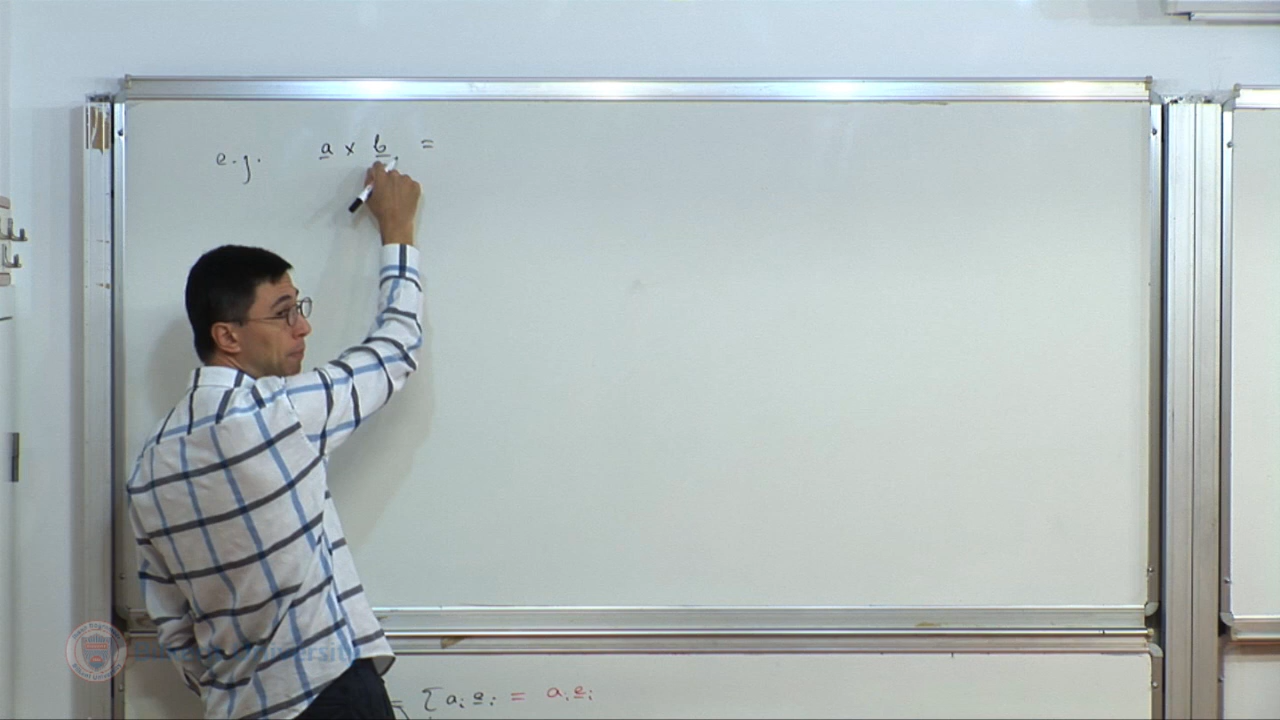 e.g. a x b =
= Σ aᵢ eᵢ = aᵢ eᵢ